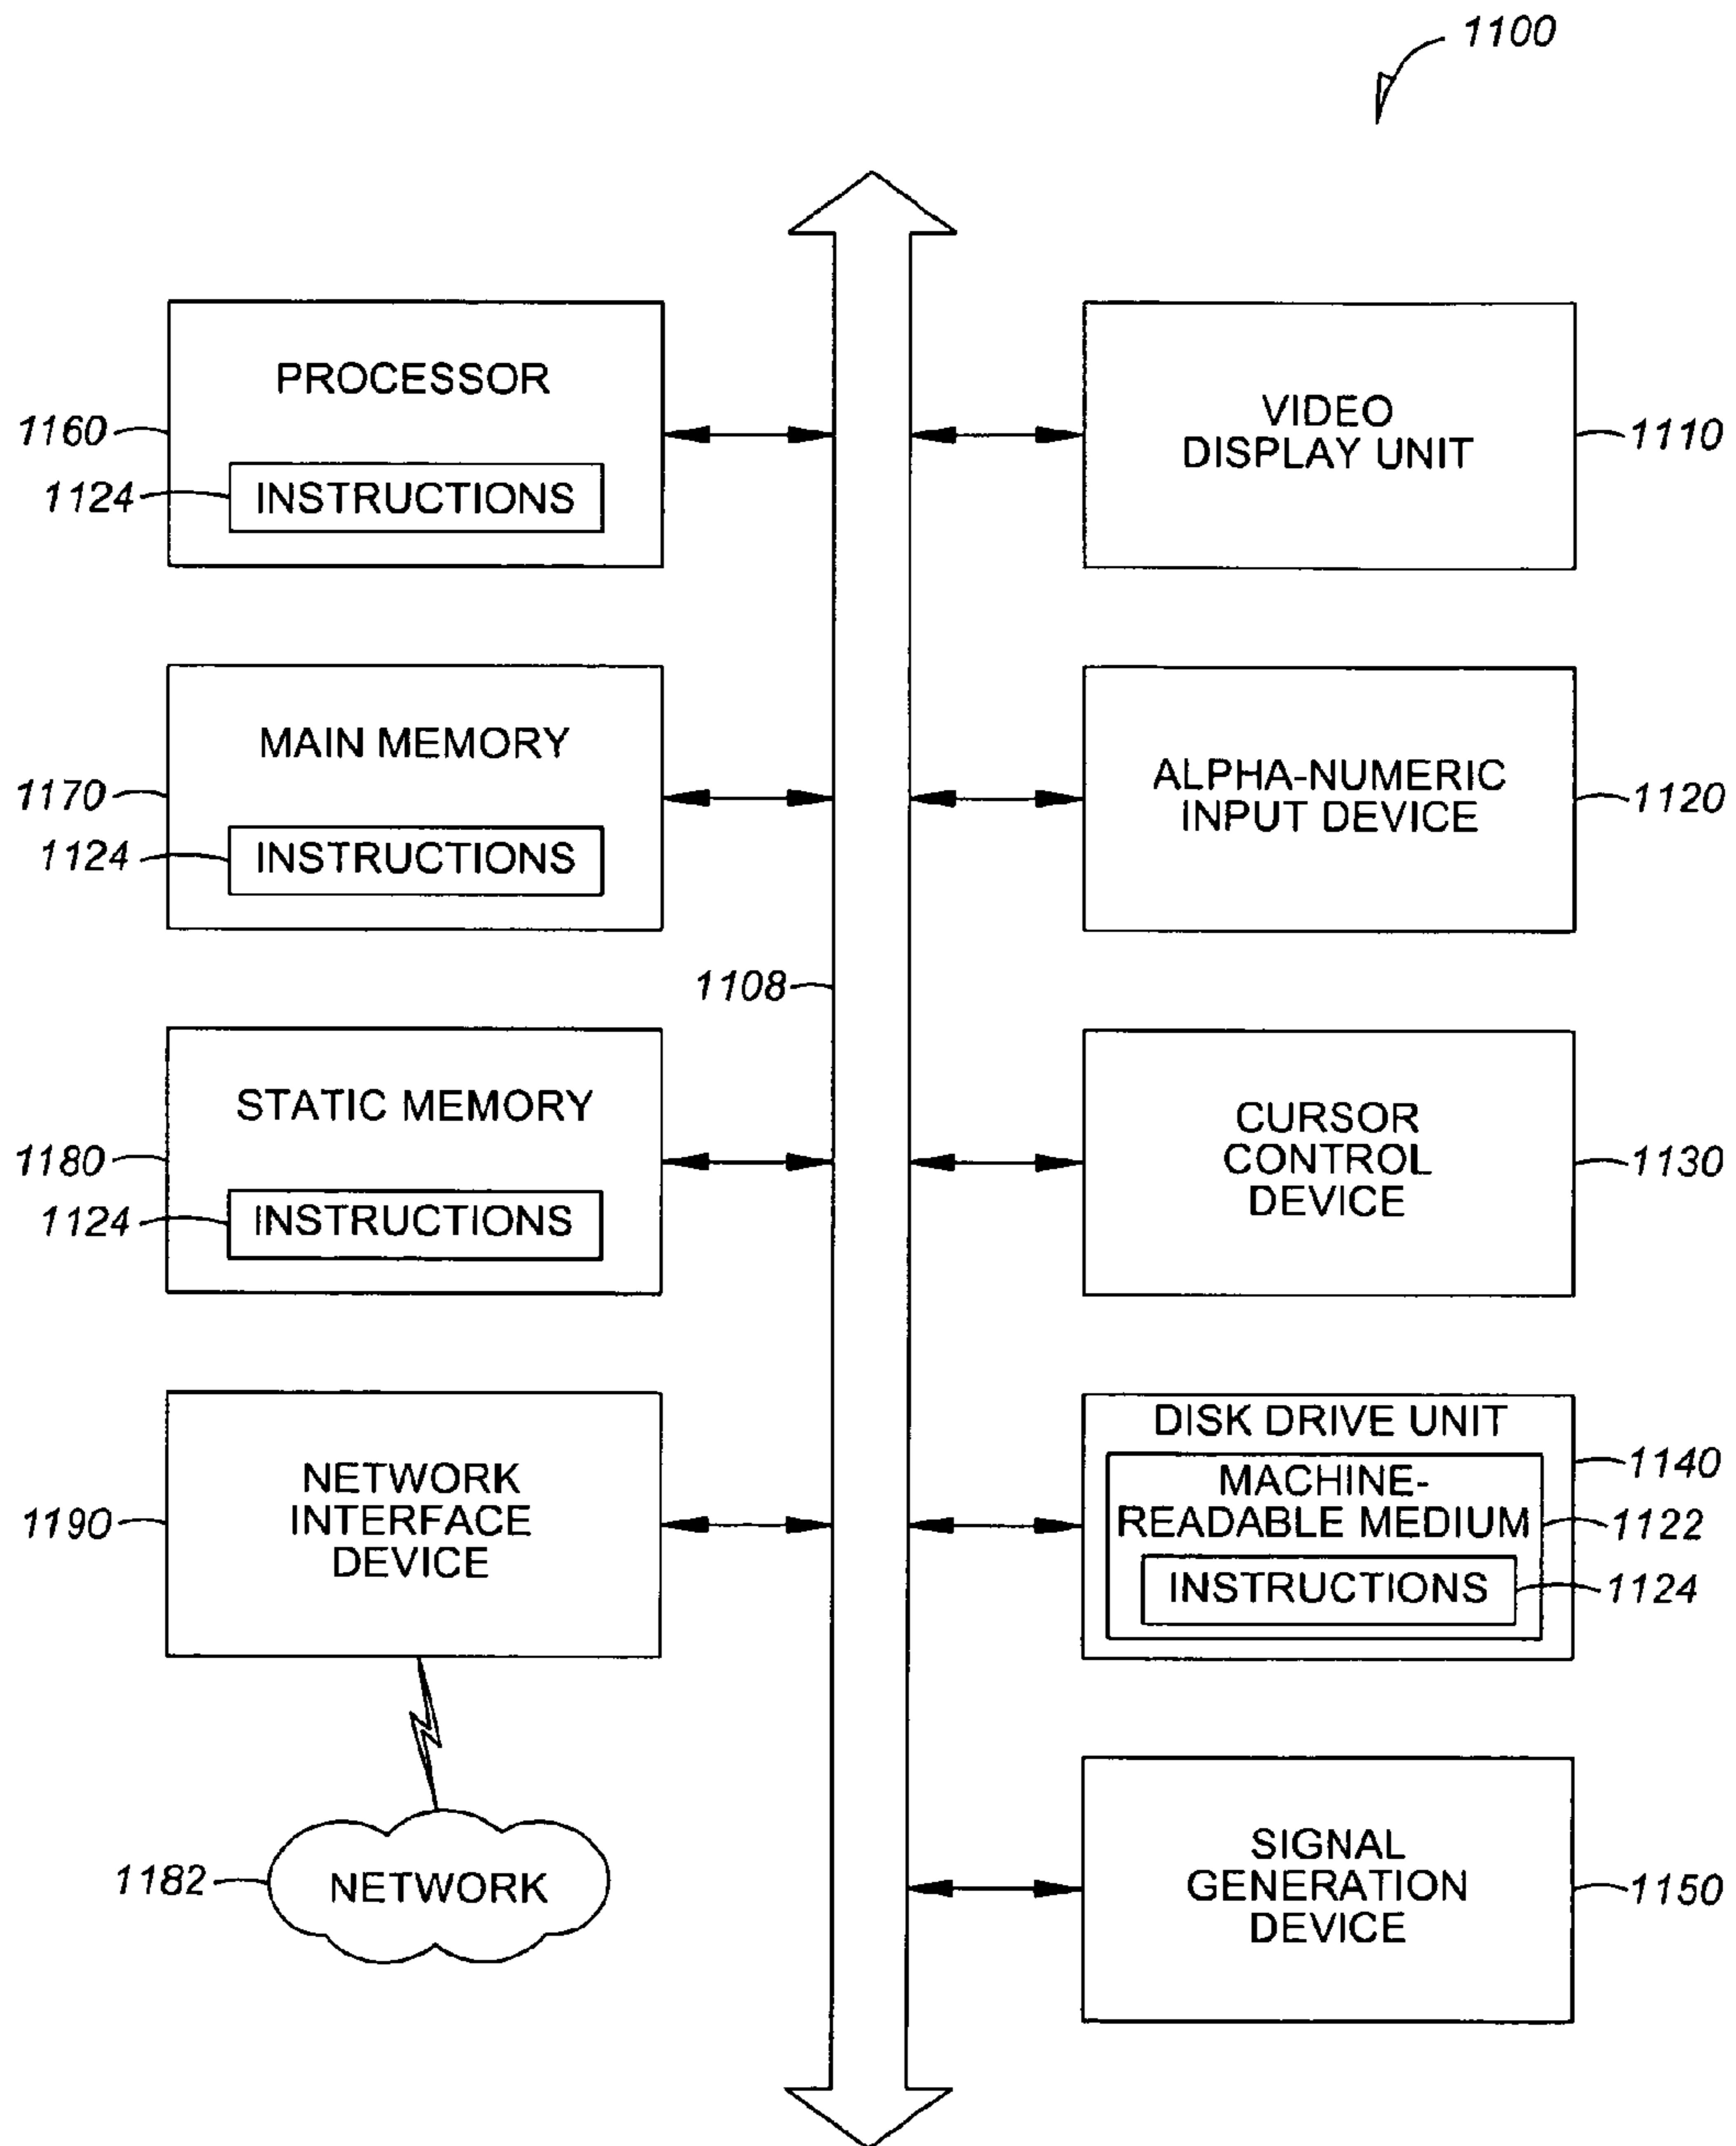 1100
PROCESSOR
1160
1124
INSTRUCTIONS
MAIN MEMORY
1170
1124
INSTRUCTIONS
1108
STATIC MEMORY
1180
1124
INSTRUCTIONS
NETWORK
INTERFACE
DEVICE
1190
1182
NETWORK
VIDEO
DISPLAY UNIT
1110
ALPHA-NUMERIC
INPUT DEVICE
1120
CURSOR
CONTROL
DEVICE
1130
DISK DRIVE UNIT
1140
MACHINE-
READABLE MEDIUM
1122
INSTRUCTIONS
1124
SIGNAL
GENERATION
DEVICE
1150